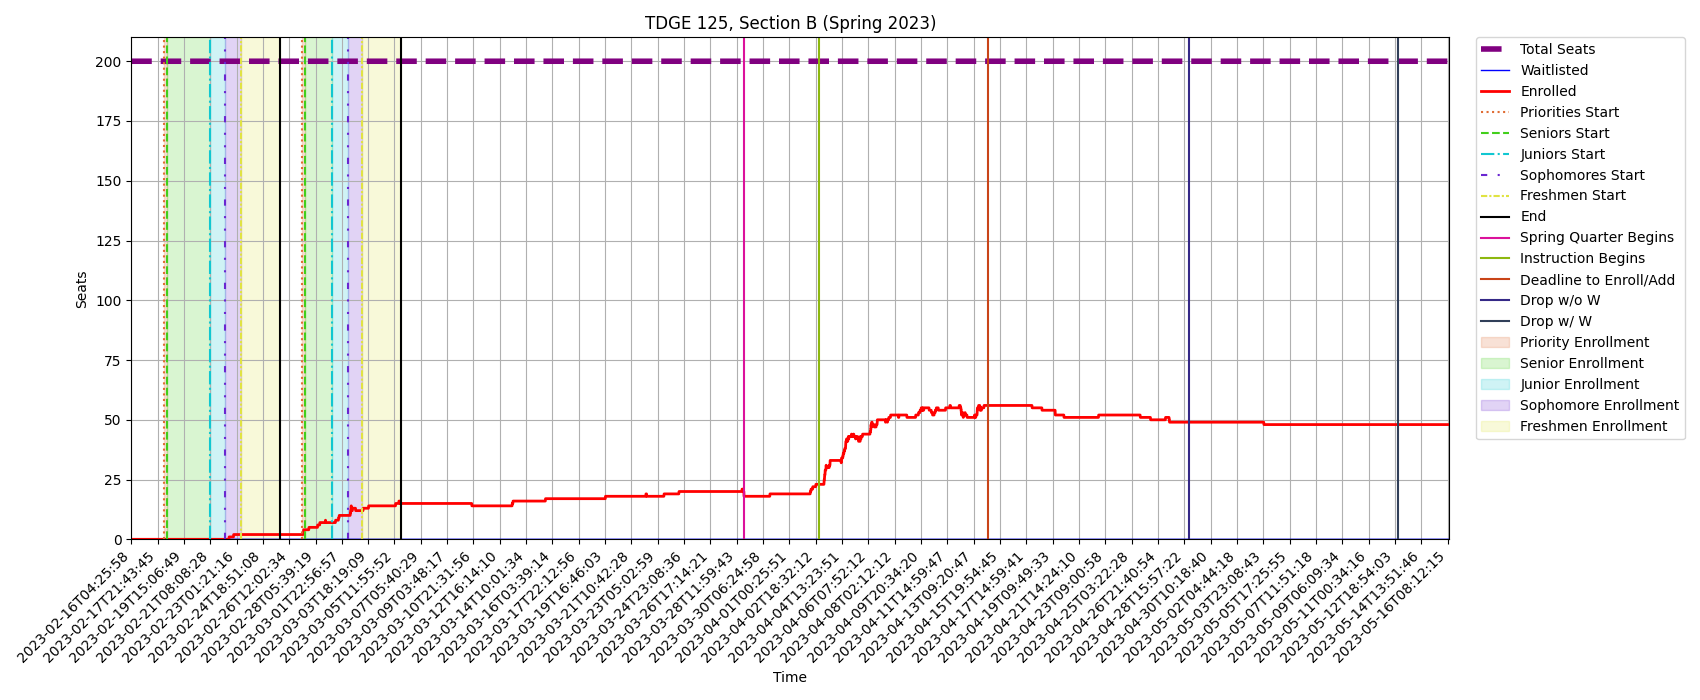 TDGE 125, Section B (Spring 2023)
200
175
150
125
100
75
50
25
0
Seats
2023-02-16T04:25:58
2023-02-17T21:43:45
2023-02-19T15:06:49
2023-02-21T08:08:28
2023-02-23T01:21:16
2023-02-24T18:51:08
2023-02-26T12:02:34
2023-02-28T05:39:19
2023-03-01T22:56:57
2023-03-03T18:19:09
2023-03-05T11:55:52
2023-03-07T05:40:29
2023-03-09T03:48:17
2023-03-10T21:31:56
2023-03-12T16:14:10
2023-03-14T10:01:34
2023-03-16T03:39:14
2023-03-17T22:12:56
2023-03-19T16:46:03
2023-03-21T10:42:28
2023-03-23T05:02:59
2023-03-24T23:08:36
2023-03-26T17:14:21
2023-03-28T11:59:43
2023-03-30T06:24:58
2023-04-01T00:25:51
2023-04-02T18:32:12
2023-04-04T13:23:51
2023-04-06T07:52:12
2023-04-08T02:12:12
2023-04-09T20:34:20
2023-04-11T14:59:47
2023-04-13T09:20:47
2023-04-15T19:54:45
2023-04-17T14:59:41
2023-04-19T09:49:33
2023-04-21T14:24:10
2023-04-23T09:00:58
2023-04-25T03:22:28
2023-04-26T21:40:54
2023-04-28T15:57:22
2023-04-30T10:18:40
2023-05-02T04:44:18
2023-05-03T23:08:43
2023-05-05T17:25:55
2023-05-07T11:51:18
2023-05-09T06:09:34
2023-05-11T00:34:16
2023-05-12T18:54:03
2023-05-14T13:51:46
2023-05-16T08:12:15
Time
Total Seats
Waitlisted
Enrolled
Priorities Start
Seniors Start
Juniors Start
Sophomores Start
Freshmen Start
End
Spring Quarter Begins
Instruction Begins
Deadline to Enroll/Add
Drop w/o W
Drop w/ W
Priority Enrollment
Senior Enrollment
Junior Enrollment
Sophomore Enrollment
Freshmen Enrollment